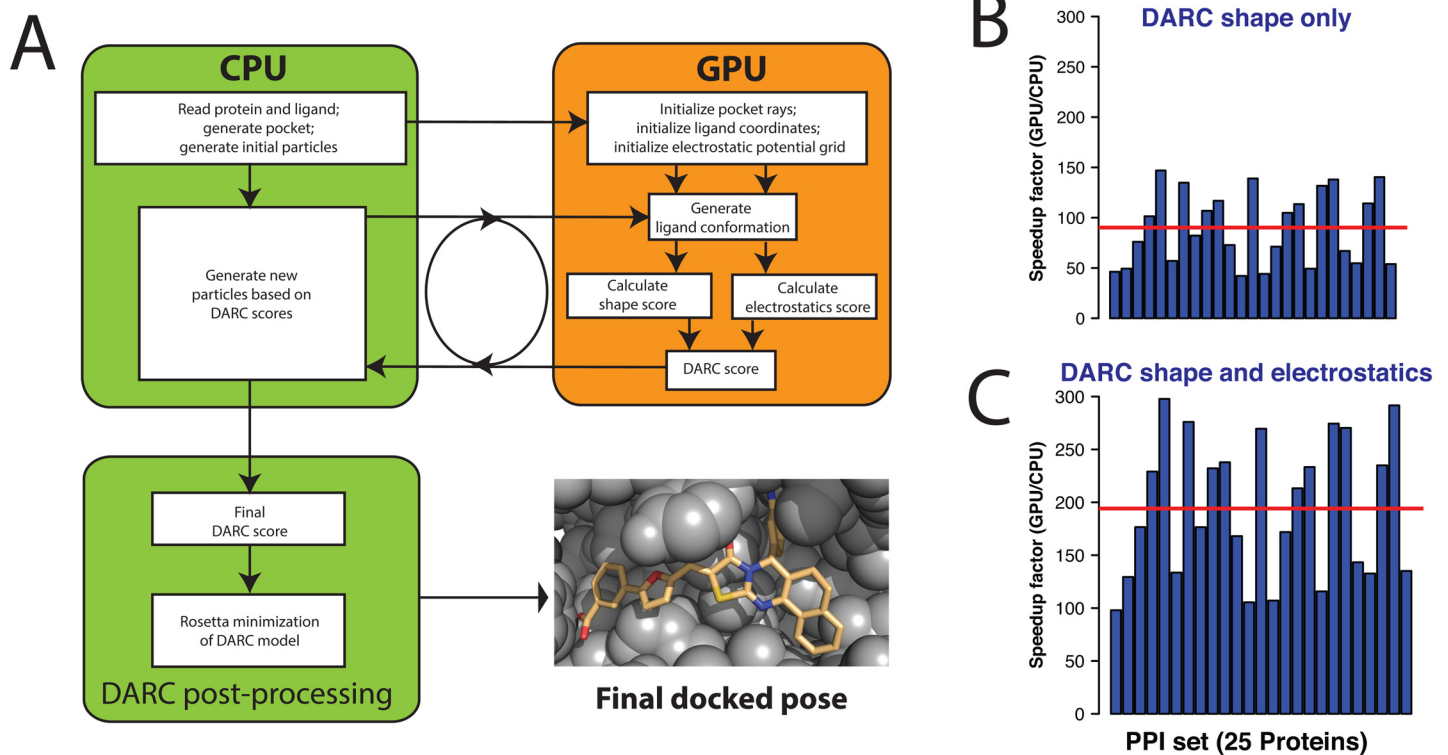 A
CPU
Read protein and ligand;
generate pocket;
generate initial particles
Generate new
particles based on
DARC scores
GPU
Initialize pocket rays;
initialize ligand coordinates;
initialize electrostatic potential grid
Generate
ligand conformation
Calculate
shape score
Calculate
electrostatics score
DARC score
Final
DARC score
Rosetta minimization
of DARC model
DARC post-processing
Final docked pose
B
DARC shape only
Speedup factor (GPU/CPU)
300
250
200
150
100
50
0
C
DARC shape and electrostatics
Speedup factor (GPU/CPU)
300
250
200
150
100
50
0
PPI set (25 Proteins)